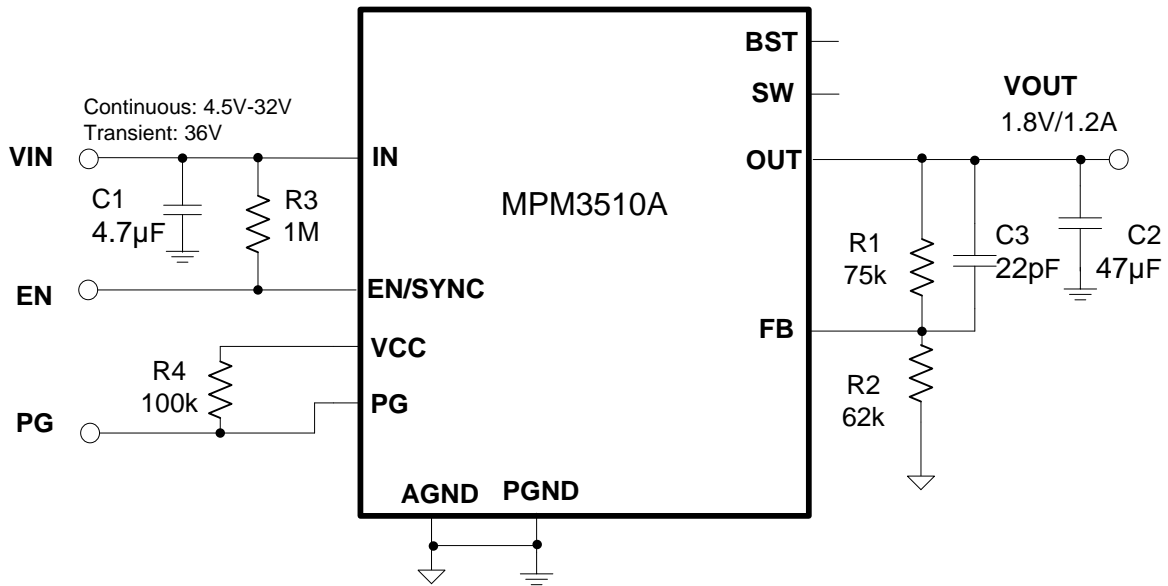 BST
SW
VOUT
1.8V/1.2A
Continuous: 4.5V-32V
Transient: 36V
VIN
IN
OUT
MPM3510A
C1
4.7µF
R3
1M
R1
75k
C3
22pF
C2
47µF
EN
EN/SYNC
FB
VCC
R4
100k
R2
62k
PG
PG
AGND
PGND